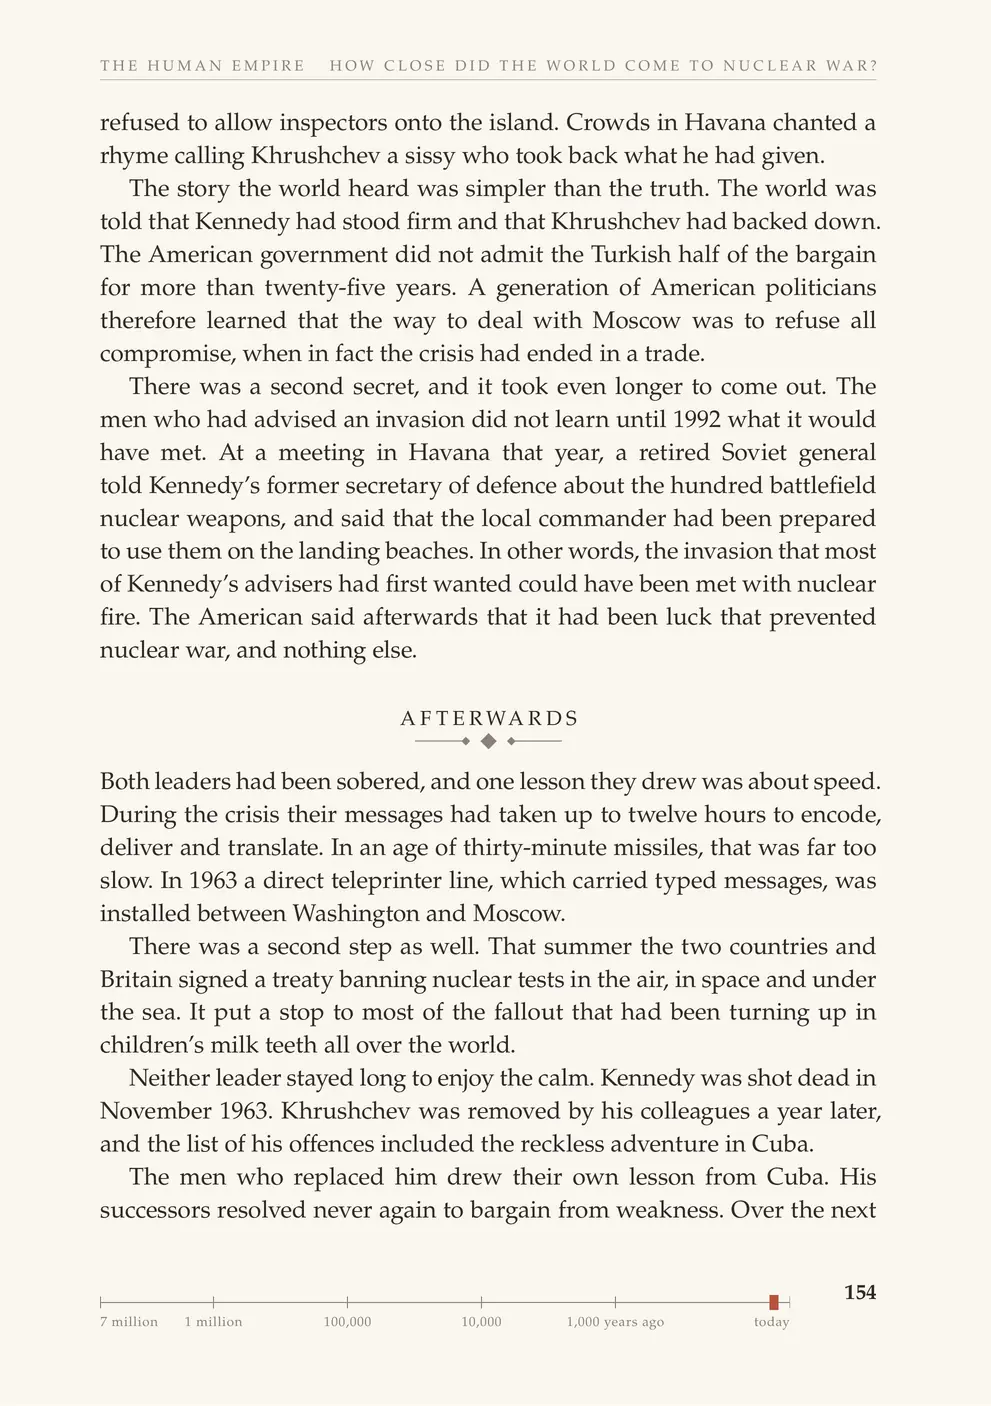 THE HUMAN EMPIRE HOW CLOSE DID THE WORLD COME TO NUCLEAR WAR?
refused to allow inspectors onto the island. Crowds in Havana chanted a
rhyme calling Khrushchev a sissy who took back what he had given.
The story the world heard was simpler than the truth. The world was
told that Kennedy had stood firm and that Khrushchev had backed down.
The American government did not admit the Turkish half of the bargain
for more than twenty-five years. A generation of American politicians
therefore learned that the way to deal with Moscow was to refuse all
compromise, when in fact the crisis had ended in a trade.
There was a second secret, and it took even longer to come out. The
men who had advised an invasion did not learn until 1992 what it would
have met. At a meeting in Havana that year, a retired Soviet general
told Kennedy’s former secretary of defence about the hundred battlefield
nuclear weapons, and said that the local commander had been prepared
to use them on the landing beaches. In other words, the invasion that most
of Kennedy’s advisers had first wanted could have been met with nuclear
fire. The American said afterwards that it had been luck that prevented
nuclear war, and nothing else.
AFTERWARDS
Both leaders had been sobered, and one lesson they drew was about speed.
During the crisis their messages had taken up to twelve hours to encode,
deliver and translate. In an age of thirty-minute missiles, that was far too
slow. In 1963 a direct teleprinter line, which carried typed messages, was
installed between Washington and Moscow.
There was a second step as well. That summer the two countries and
Britain signed a treaty banning nuclear tests in the air, in space and under
the sea. It put a stop to most of the fallout that had been turning up in
children’s milk teeth all over the world.
Neither leader stayed long to enjoy the calm. Kennedy was shot dead in
November 1963. Khrushchev was removed by his colleagues a year later,
and the list of his offences included the reckless adventure in Cuba.
The men who replaced him drew their own lesson from Cuba. His
successors resolved never again to bargain from weakness. Over the next
154
7 million 1 million 100,000 10,000 1,000 years ago today